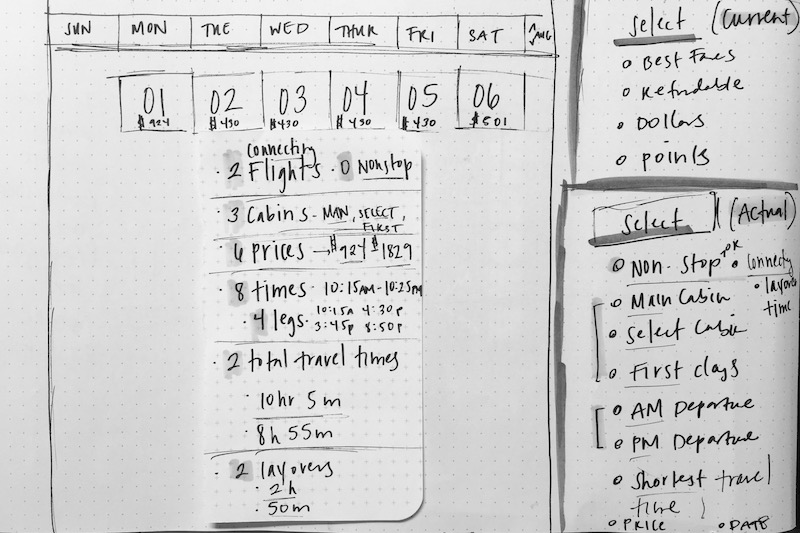 SUN MON TUE WED THUR FRI SAT AUG
01 02 03 04 05 06
$924 $430 $430 $430 $430 $501
Connecting
· 2 Flights · 0 Nonstop
· 3 Cabins - MAIN, SELECT,
FIRST
· 6 prices → $924 $1829
· 8 times · 10:15AM-10:25PM
· 4 legs · 10:15A 4:30P
3:45P 8:50P
· 2 total travel times
· 10hr 5m
· 8h 55m
· 2 layovers
· 2h
· 50m
Select (Current)
Best Fares
Refundable
Dollars
points
Select (Actual)
Non-Stop OR Connecting
layover
time
Main Cabin
Select Cabin
First class
AM Departure
PM Departure
Shortest travel
time
PRICE DATE